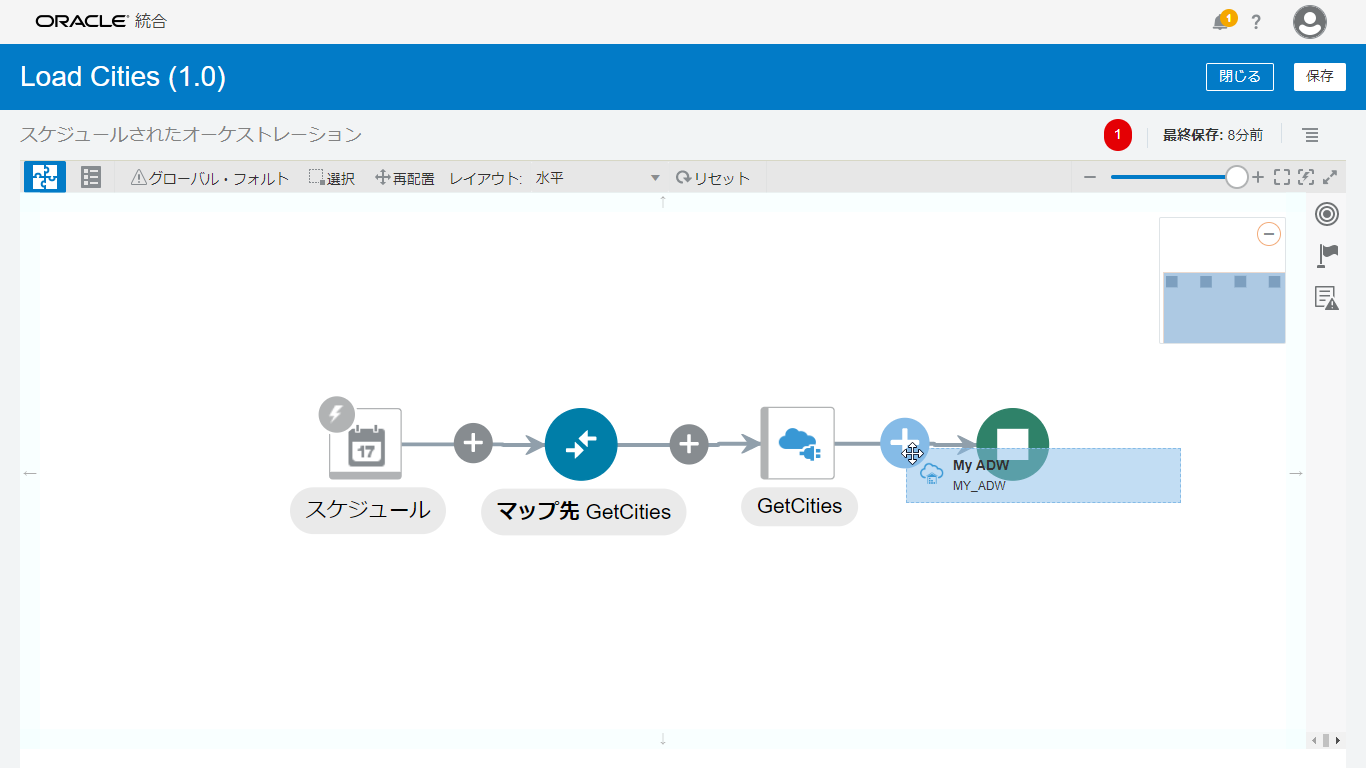 ORACLE 統合
1
?
Load Cities (1.0)
閉じる
保存
スケジュールされたオーケストレーション
1
最終保存: 8分前
グローバル・フォルト
選択
再配置
レイアウト:
水平
リセット
17
スケジュール
マップ先 GetCities
GetCities
My ADW
MY_ADW